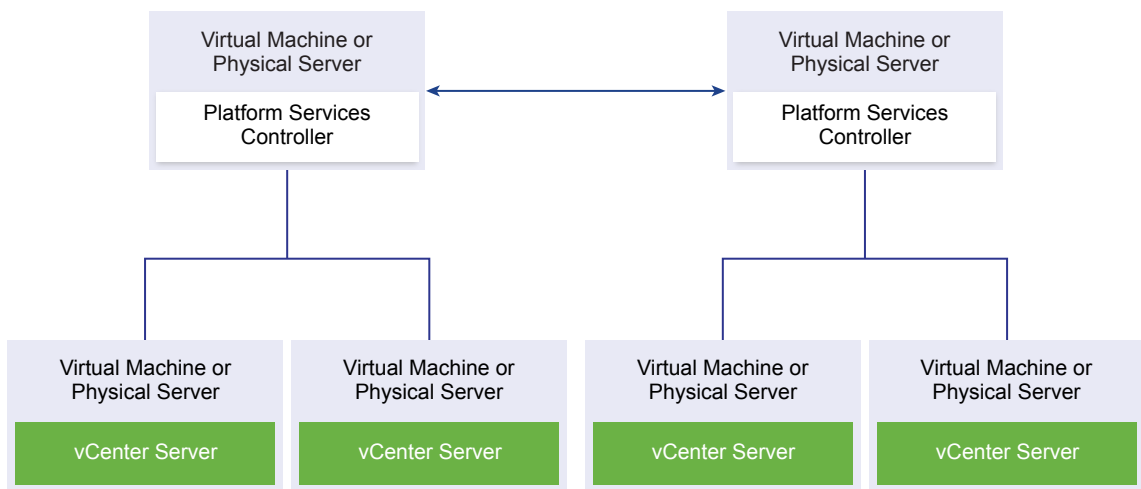 Virtual Machine or
Physical Server
Platform Services
Controller
Virtual Machine or
Physical Server
Platform Services
Controller
Virtual Machine or
Physical Server
vCenter Server
Virtual Machine or
Physical Server
vCenter Server
Virtual Machine or
Physical Server
vCenter Server
Virtual Machine or
Physical Server
vCenter Server